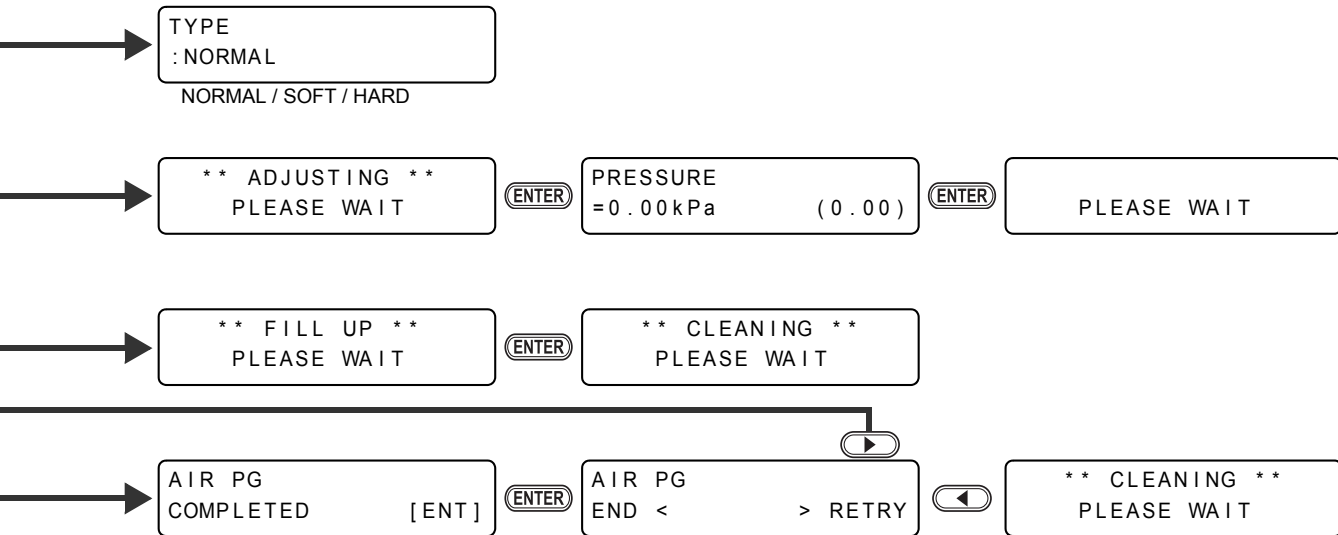 TYPE
:NORMAL
NORMAL / SOFT / HARD
** ADJUSTING **
PLEASE WAIT
ENTER
PRESSURE
=0.00kPa (0.00)
ENTER
PLEASE WAIT
** FILL UP **
PLEASE WAIT
ENTER
** CLEANING **
PLEASE WAIT
AIR PG
COMPLETED [ENT]
ENTER
AIR PG
END < > RETRY
** CLEANING **
PLEASE WAIT